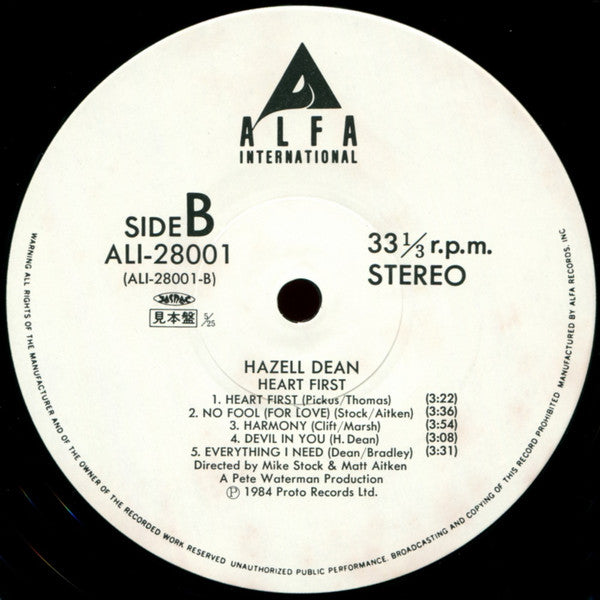 ALFA
INTERNATIONAL
SIDE B
ALI-28001
(ALI-28001-B)
JASRAC
見本盤 5/25
33 1/3 r.p.m.
STEREO
HAZELL DEAN
HEART FIRST
1. HEART FIRST (Pickus/Thomas) (3:22)
2. NO FOOL (FOR LOVE) (Stock/Aitken) (3:36)
3. HARMONY (Clift/Marsh) (3:54)
4. DEVIL IN YOU (H. Dean) (3:08)
5. EVERYTHING I NEED (Dean/Bradley) (3:31)
Directed by Mike Stock & Matt Aitken
A Pete Waterman Production
Ⓟ 1984 Proto Records Ltd.
WARNING ALL RIGHTS OF THE MANUFACTURER AND OF THE OWNER OF THE RECORDED WORK RESERVED UNAUTHORIZED PUBLIC PERFORMANCE, BROADCASTING AND COPYING OF THIS RECORD PROHIBITED MANUFACTURED BY ALFA RECORDS, INC